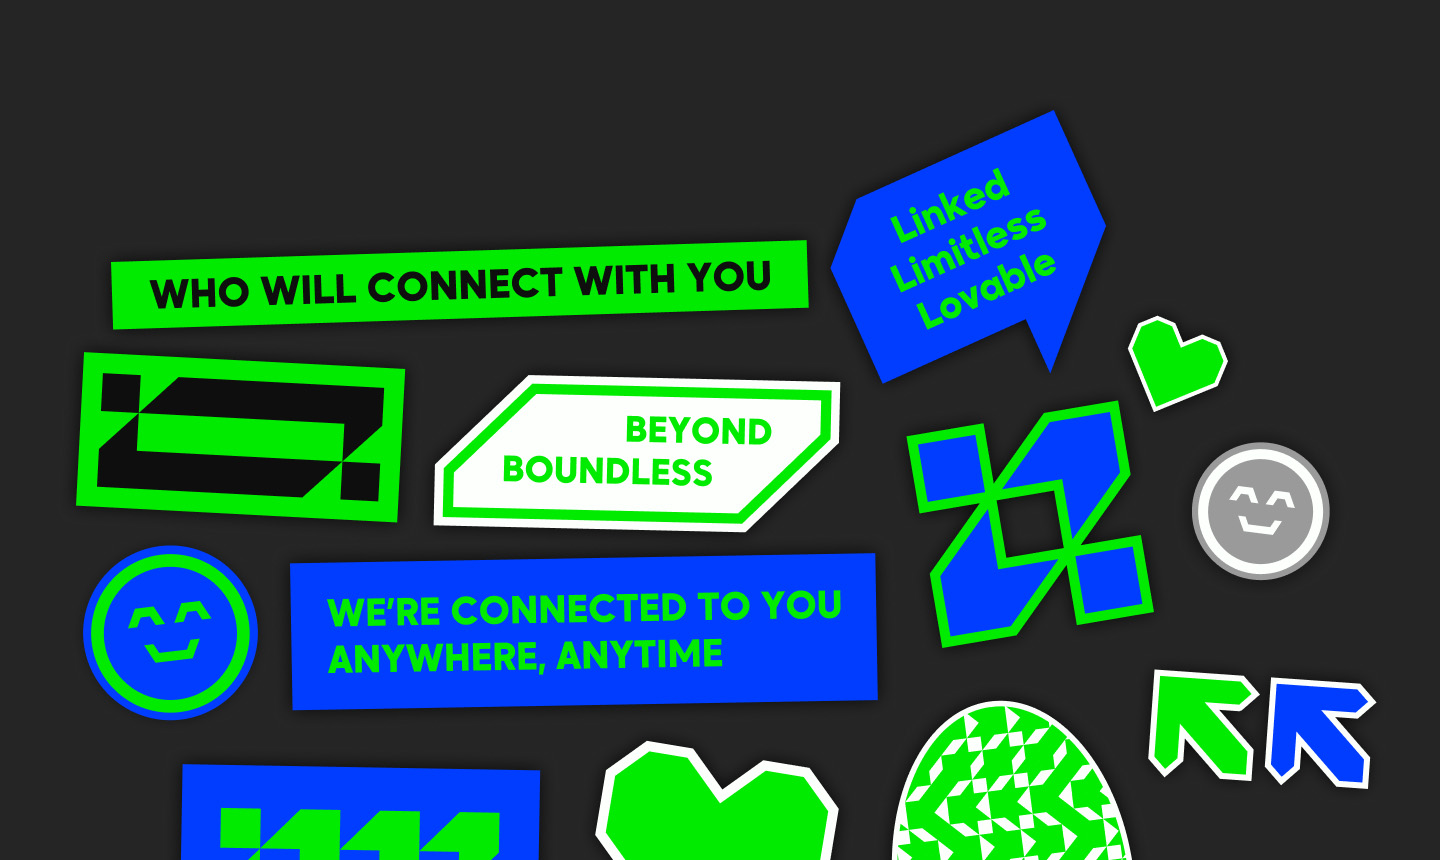 Linked
Limitless
Lovable
WHO WILL CONNECT WITH YOU
BEYOND
BOUNDLESS
WE’RE CONNECTED TO YOU
ANYWHERE, ANYTIME